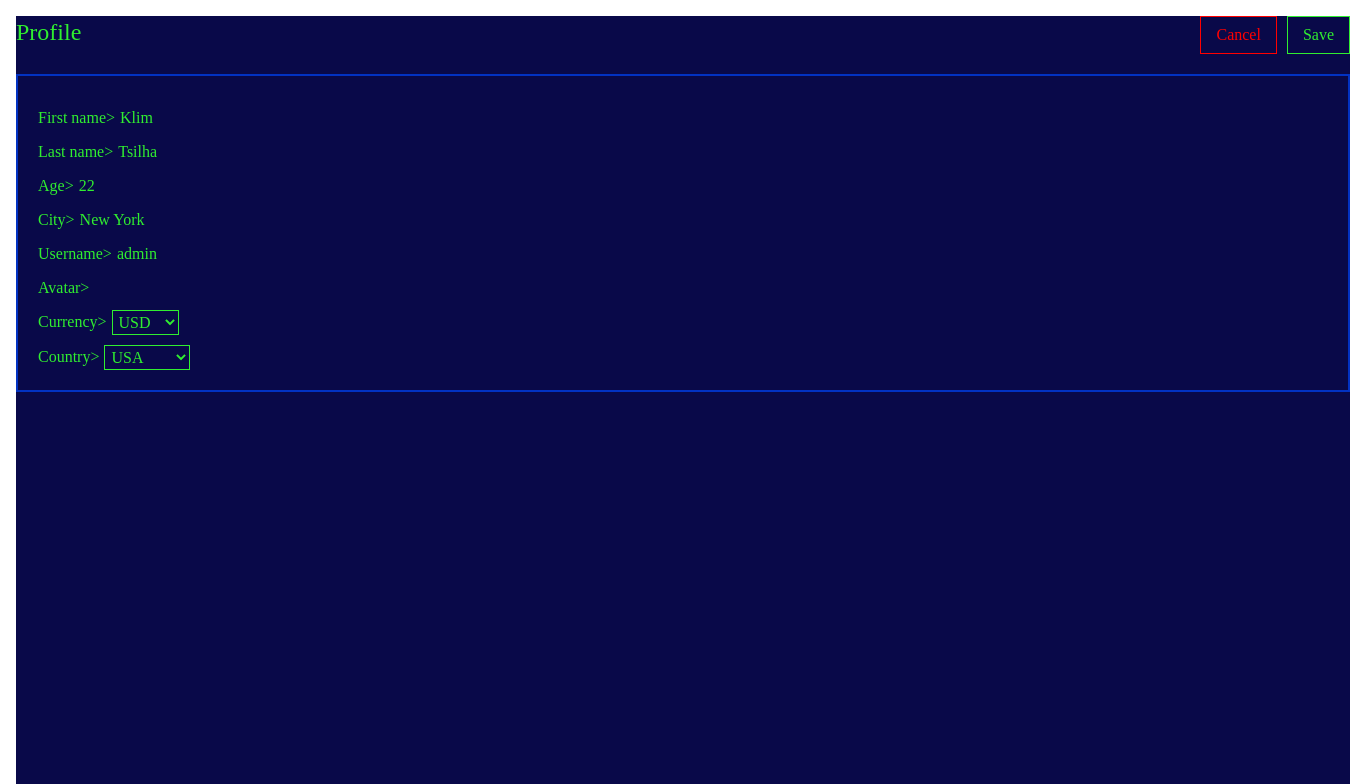 Profile
Cancel
Save
First name> Klim
Last name> Tsilha
Age> 22
City> New York
Username> admin
Avatar>
Currency> USD
Country> USA